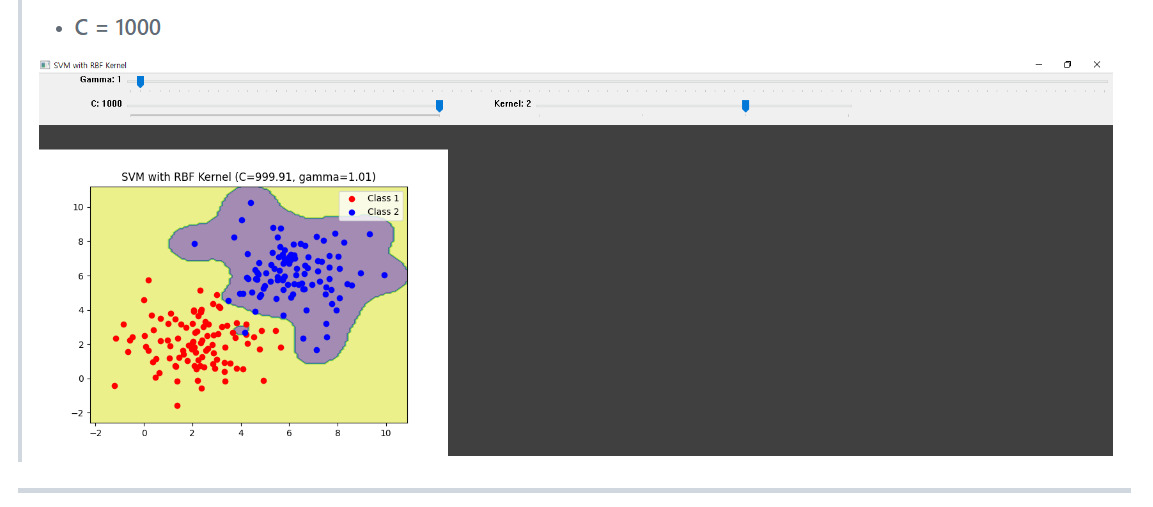 • C = 1000
SVM with RBF Kernel
Gamma: 1
C: 1000 Kernel: 2
SVM with RBF Kernel (C=999.91, gamma=1.01)
Class 1
Class 2
10
8
6
4
2
0
−2
−2 0 2 4 6 8 10